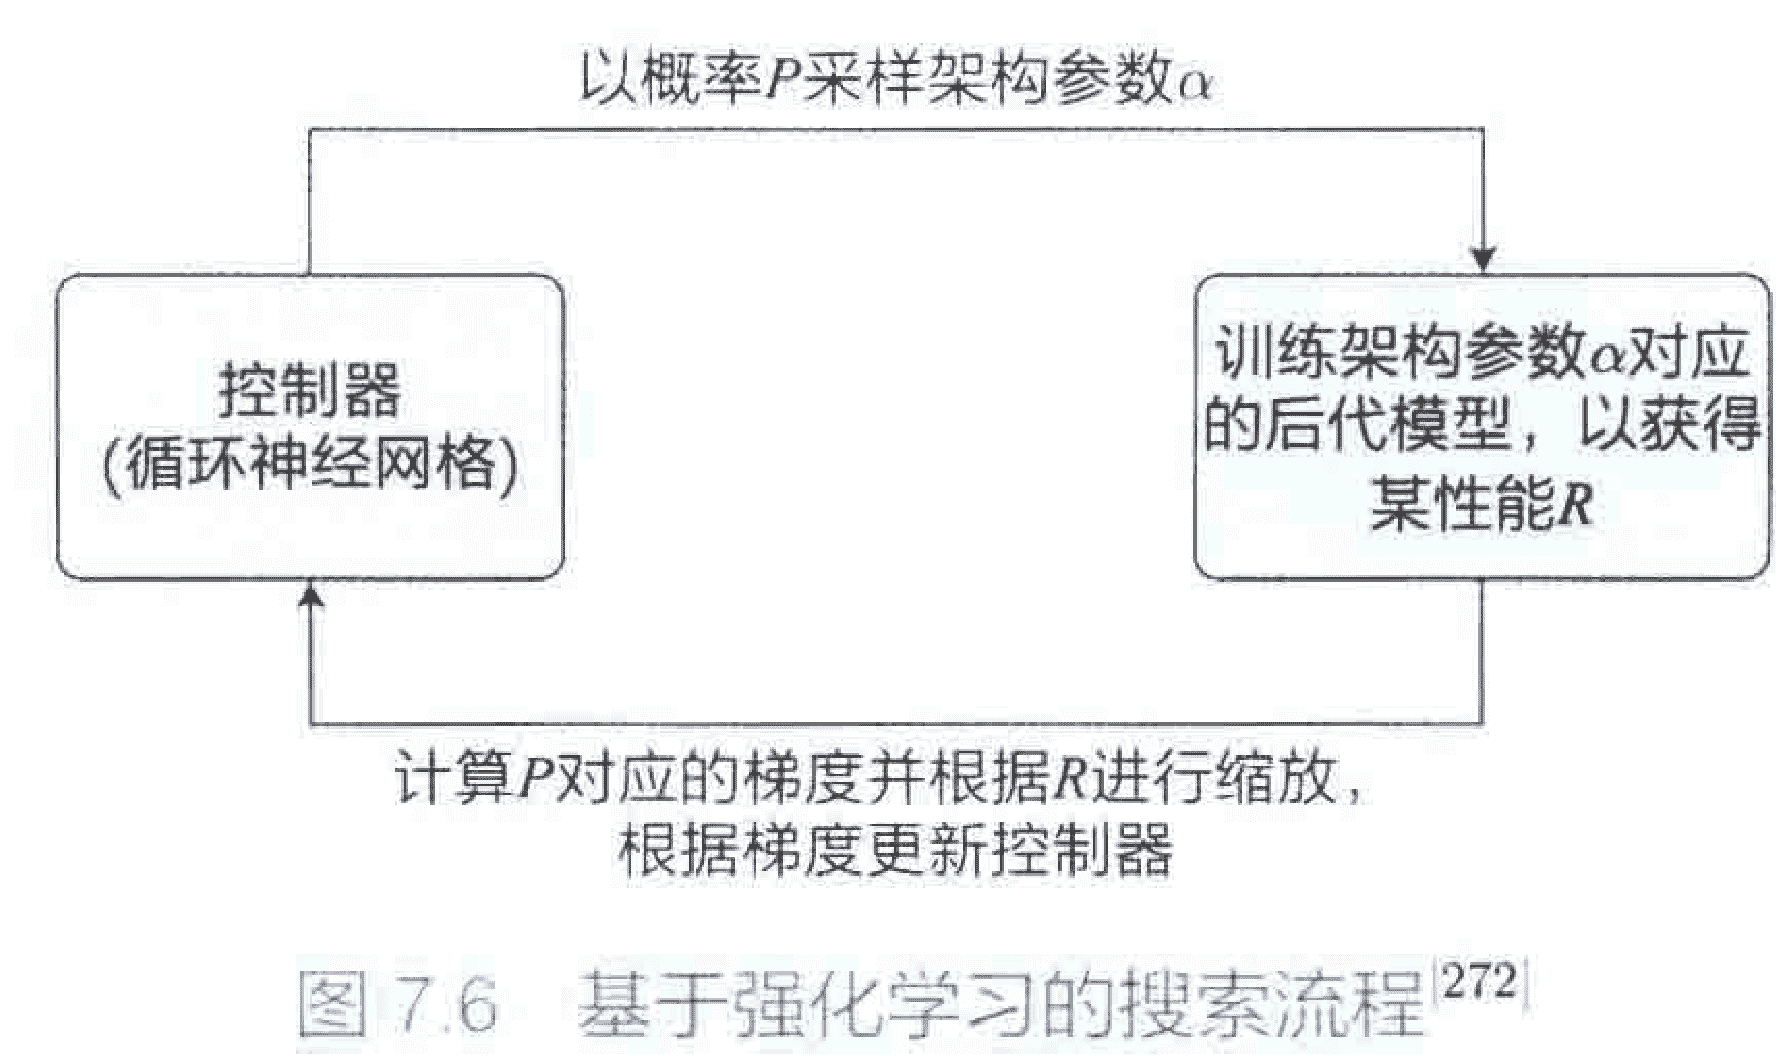 以概率P采样架构参数α
控制器
(循环神经网格)
训练架构参数α对应
的后代模型，以获得
某性能R
计算P对应的梯度并根据R进行缩放，
根据梯度更新控制器
图 7.6 基于强化学习的搜索流程[272]